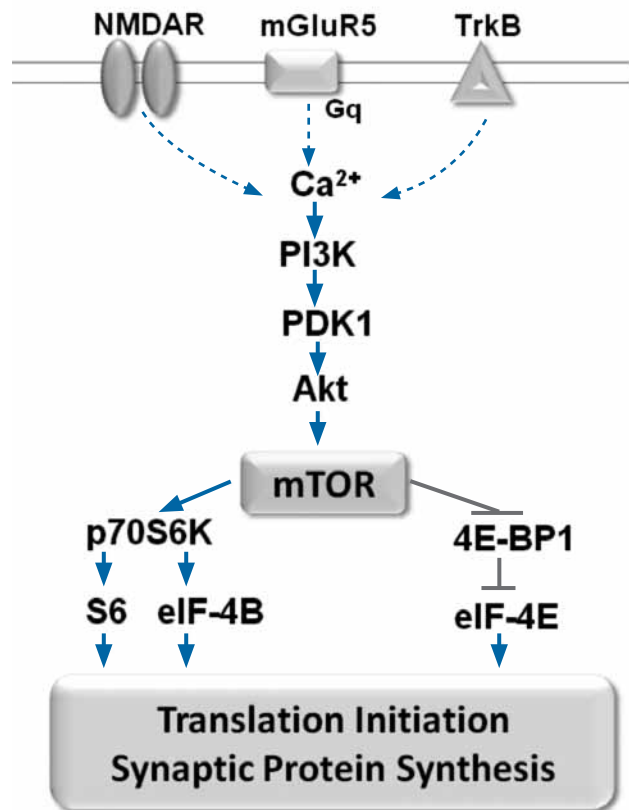 NMDAR mGluR5 TrkB
Gq
Ca²⁺
PI3K
PDK1
Akt
mTOR
p70S6K 4E-BP1
S6 eIF-4B eIF-4E
Translation Initiation
Synaptic Protein Synthesis